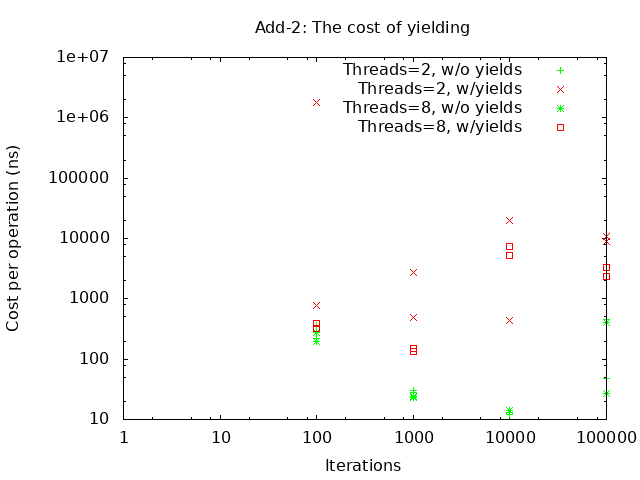 Add-2: The cost of yielding
1e+07
1e+06
100000
10000
1000
100
10
Cost per operation (ns)
Threads=2, w/o yields
Threads=2, w/yields
Threads=8, w/o yields
Threads=8, w/yields
1 10 100 1000 10000 100000
Iterations